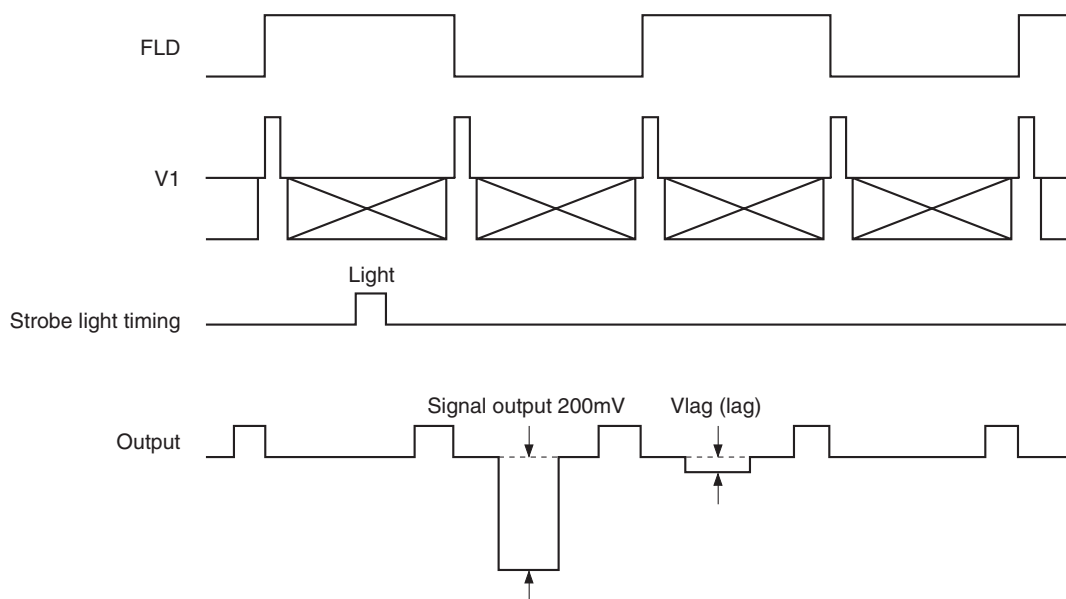 FLD
V1
Light
Strobe light timing
Signal output 200mV
Vlag (lag)
Output